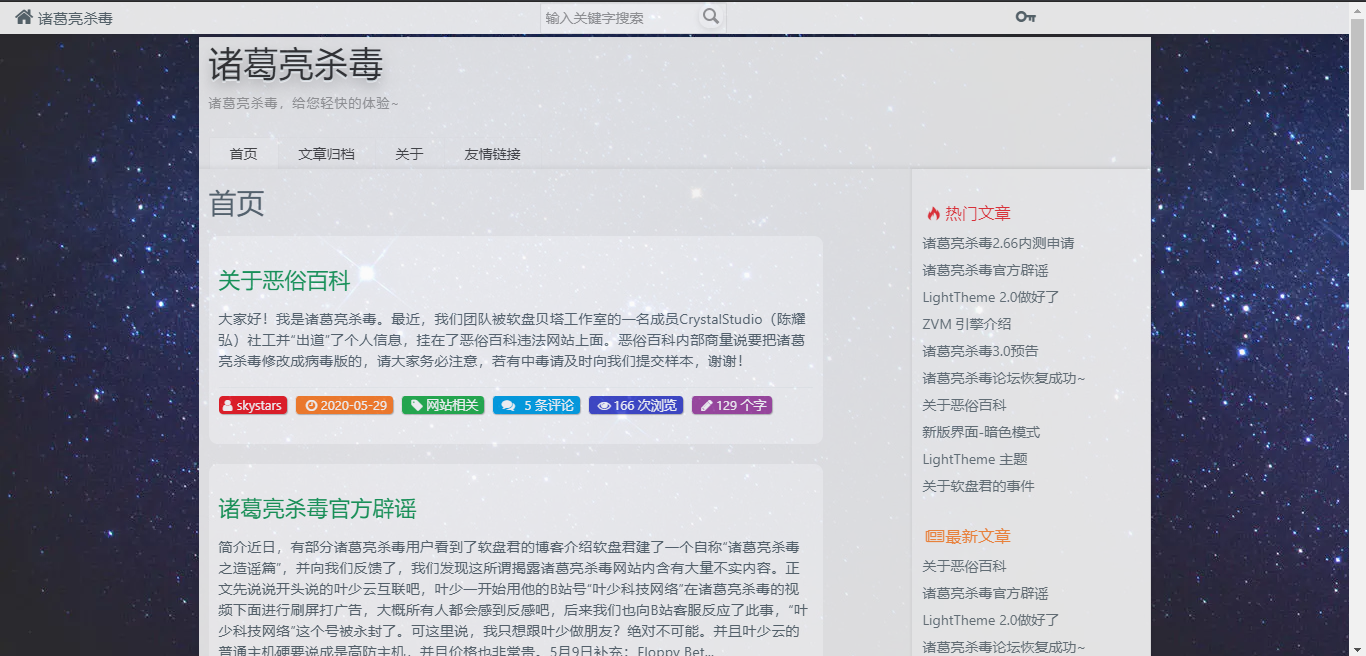 诸葛亮杀毒
输入关键字搜索
诸葛亮杀毒
诸葛亮杀毒，给您轻快的体验~
首页
文章归档
关于
友情链接
首页
关于恶俗百科
大家好！我是诸葛亮杀毒。最近，我们团队被软盘贝塔工作室的一名成员CrystalStudio（陈耀
弘）社工并“出道”了个人信息，挂在了恶俗百科违法网站上面。恶俗百科内部商量说要把诸葛
亮杀毒修改成病毒版的，请大家务必注意，若有中毒请及时向我们提交样本，谢谢！
skystars
2020-05-29
网站相关
5 条评论
166 次浏览
129 个字
诸葛亮杀毒官方辟谣
简介近日，有部分诸葛亮杀毒用户看到了软盘君的博客介绍软盘君建了一个自称“诸葛亮杀毒
之造谣篇”，并向我们反馈了，我们发现这所谓揭露诸葛亮杀毒网站内含有大量不实内容。正
文先说说开头说的叶少云互联吧，叶少一开始用他的B站号“叶少科技网络”在诸葛亮杀毒的视
频下面进行刷屏打广告，大概所有人都会感到反感吧，后来我们也向B站客服反应了此事，“叶
少科技网络”这个号被永封了。可这里说，我只想跟叶少做朋友？绝对不可能。并且叶少云的
普通主机硬要说成是高防主机，并且价格也非常贵。5月9日补充：Floppy Bet...
热门文章
诸葛亮杀毒2.66内测申请
诸葛亮杀毒官方辟谣
LightTheme 2.0做好了
ZVM 引擎介绍
诸葛亮杀毒3.0预告
诸葛亮杀毒论坛恢复成功~
关于恶俗百科
新版界面-暗色模式
LightTheme 主题
关于软盘君的事件
最新文章
关于恶俗百科
诸葛亮杀毒官方辟谣
LightTheme 2.0做好了
诸葛亮杀毒论坛恢复成功~